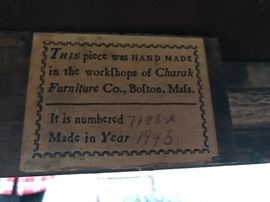 THIS piece was HAND MADE
in the workſhops of Charak
Furniture Co., Boſton, Maſs.
It is numbered 7106-A
Made in Year 1945